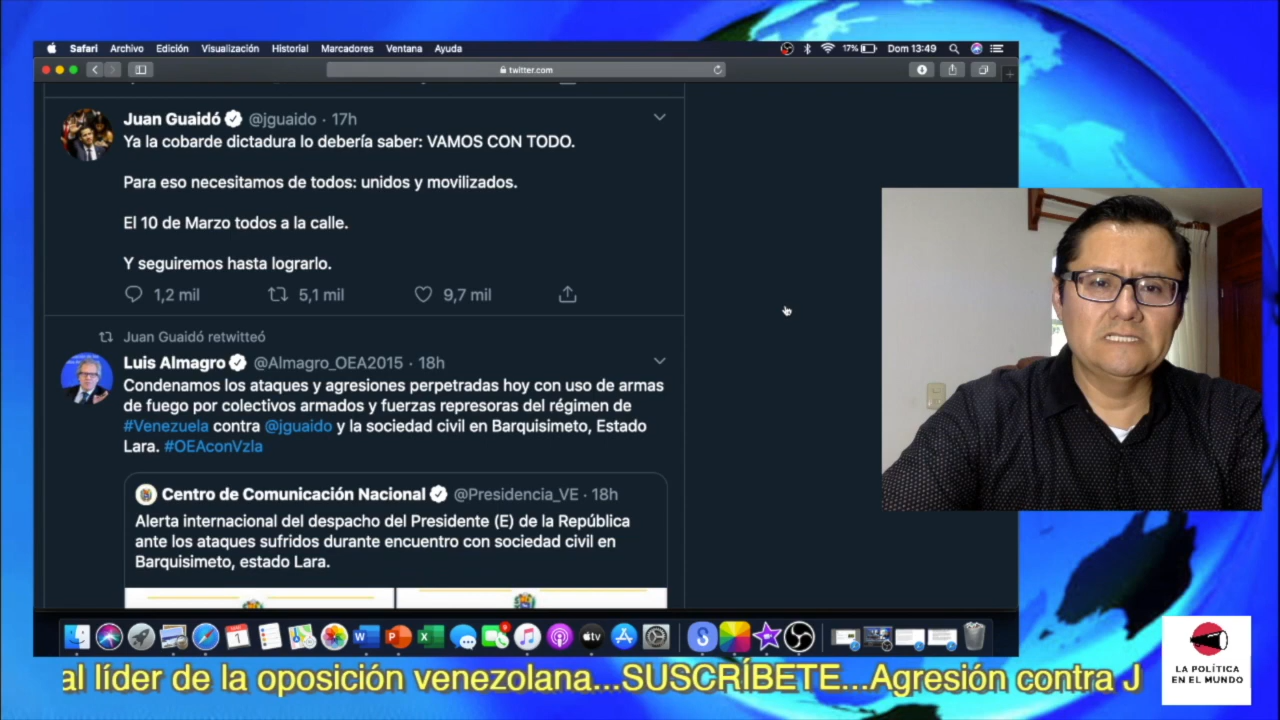 Safari Archivo Edición Visualización Historial Marcadores Ventana Ayuda 17% Dom 13:49
twitter.com
Juan Guaidó @jguaido · 17h
Ya la cobarde dictadura lo debería saber: VAMOS CON TODO.
Para eso necesitamos de todos: unidos y movilizados.
El 10 de Marzo todos a la calle.
Y seguiremos hasta lograrlo.
1,2 mil 5,1 mil 9,7 mil
Juan Guaidó retwitteó
Luis Almagro @Almagro_OEA2015 · 18h
Condenamos los ataques y agresiones perpetradas hoy con uso de armas
de fuego por colectivos armados y fuerzas represoras del régimen de
#Venezuela contra @jguaido y la sociedad civil en Barquisimeto, Estado
Lara. #OEAconVzla
Centro de Comunicación Nacional @Presidencia_VE · 18h
Alerta internacional del despacho del Presidente (E) de la República
ante los ataques sufridos durante encuentro con sociedad civil en
Barquisimeto, estado Lara.
al líder de la oposición venezolana...SUSCRÍBETE...Agresión contra J
LA POLÍTICA
EN EL MUNDO